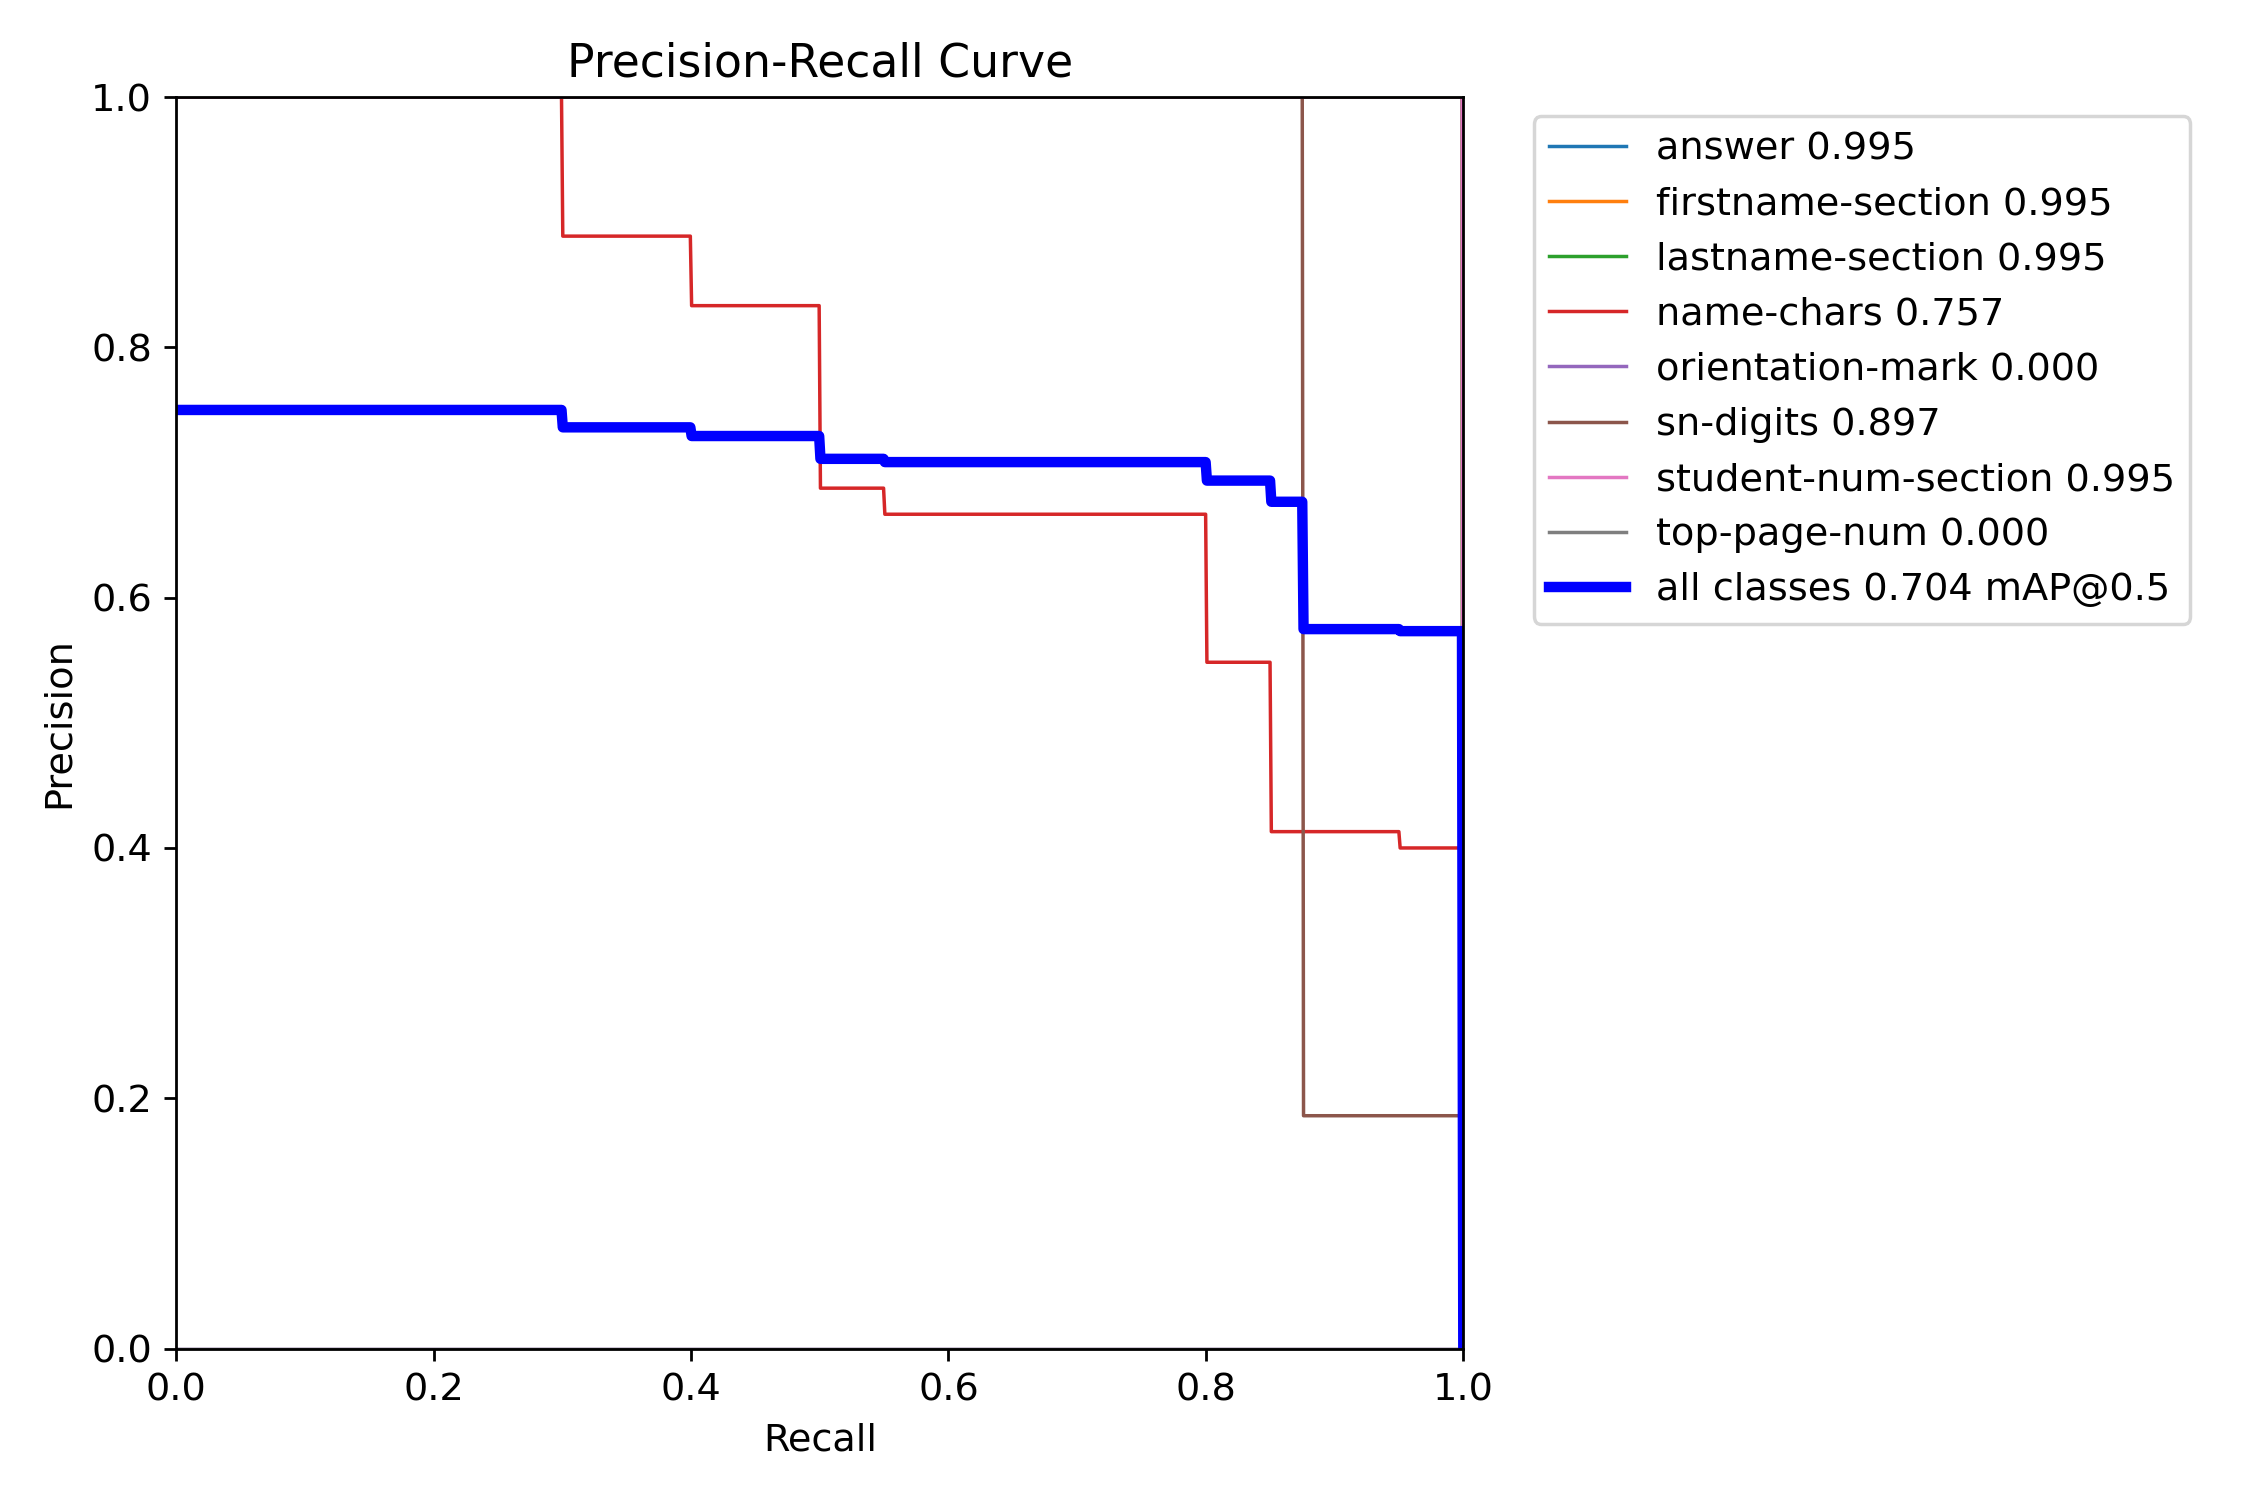 Precision-Recall Curve
1.0
0.8
0.6
0.4
0.2
0.0
Precision
0.0 0.2 0.4 0.6 0.8 1.0
Recall
answer 0.995
firstname-section 0.995
lastname-section 0.995
name-chars 0.757
orientation-mark 0.000
sn-digits 0.897
student-num-section 0.995
top-page-num 0.000
all classes 0.704 mAP@0.5